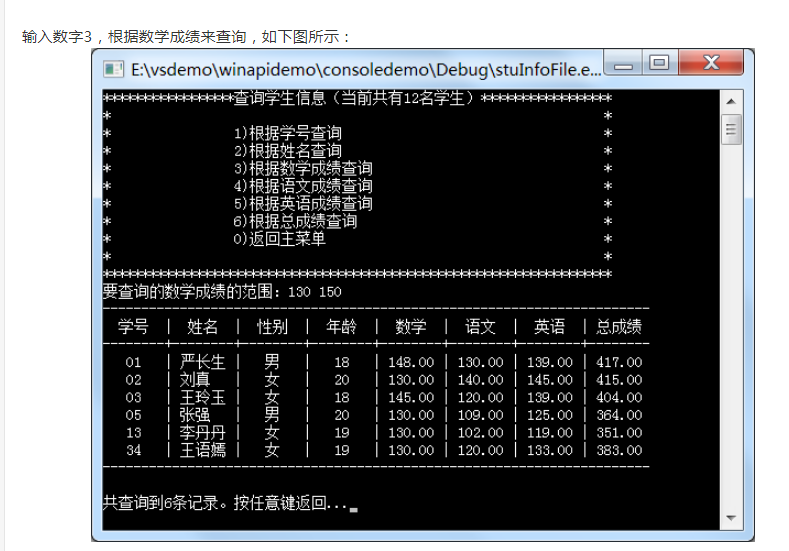 输入数字3，根据数学成绩来查询，如下图所示：
E:\vsdemo\winapidemo\consoledemo\Debug\stuInfoFile.e...
*****************查询学生信息（当前共有12名学生）*****************
* *
* 1)根据学号查询 *
* 2)根据姓名查询 *
* 3)根据数学成绩查询 *
* 4)根据语文成绩查询 *
* 5)根据英语成绩查询 *
* 6)根据总成绩查询 *
* 0)返回主菜单 *
* *
******************************************************************
要查询的数学成绩的范围：130 150
-----------------------------------------------------------------------
学号 | 姓名 | 性别 | 年龄 | 数学 | 语文 | 英语 | 总成绩
--------+--------+--------+--------+--------+--------+--------+--------
01 | 严长生 | 男 | 18 | 148.00 | 130.00 | 139.00 | 417.00
02 | 刘真 | 女 | 20 | 130.00 | 140.00 | 145.00 | 415.00
03 | 王玲玉 | 女 | 18 | 145.00 | 120.00 | 139.00 | 404.00
05 | 张强 | 男 | 20 | 130.00 | 109.00 | 125.00 | 364.00
13 | 李丹丹 | 女 | 19 | 130.00 | 102.00 | 119.00 | 351.00
34 | 王语嫣 | 女 | 19 | 130.00 | 120.00 | 133.00 | 383.00
-----------------------------------------------------------------------
共查询到6条记录。按任意键返回..._